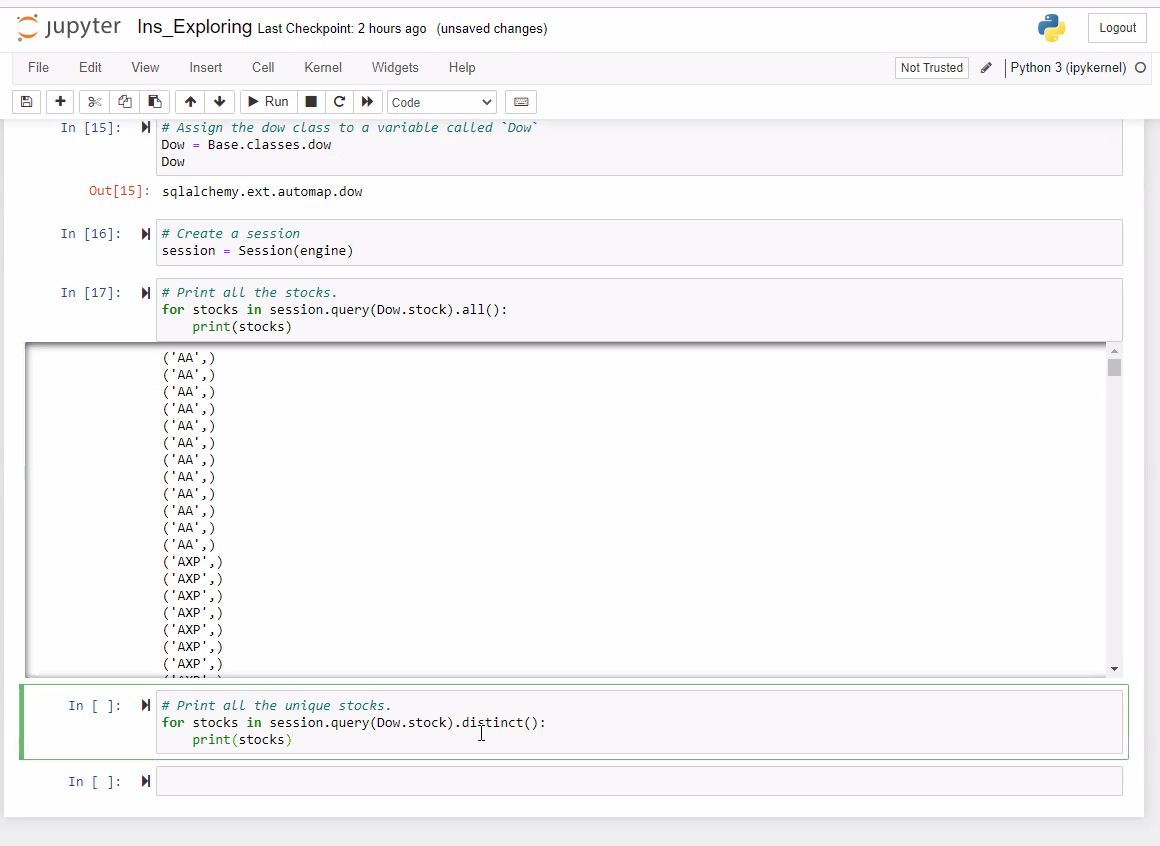 jupyter Ins_Exploring Last Checkpoint: 2 hours ago (unsaved changes) Logout
File Edit View Insert Cell Kernel Widgets Help Not Trusted Python 3 (ipykernel)
Run Code
In [15]: # Assign the dow class to a variable called `Dow`
Dow = Base.classes.dow
Dow
Out[15]: sqlalchemy.ext.automap.dow
In [16]: # Create a session
session = Session(engine)
In [17]: # Print all the stocks.
for stocks in session.query(Dow.stock).all():
    print(stocks)
('AA',)
('AA',)
('AA',)
('AA',)
('AA',)
('AA',)
('AA',)
('AA',)
('AA',)
('AA',)
('AA',)
('AA',)
('AXP',)
('AXP',)
('AXP',)
('AXP',)
('AXP',)
('AXP',)
('AXP',)
In [ ]: # Print all the unique stocks.
for stocks in session.query(Dow.stock).distinct():
    print(stocks)
In [ ]: